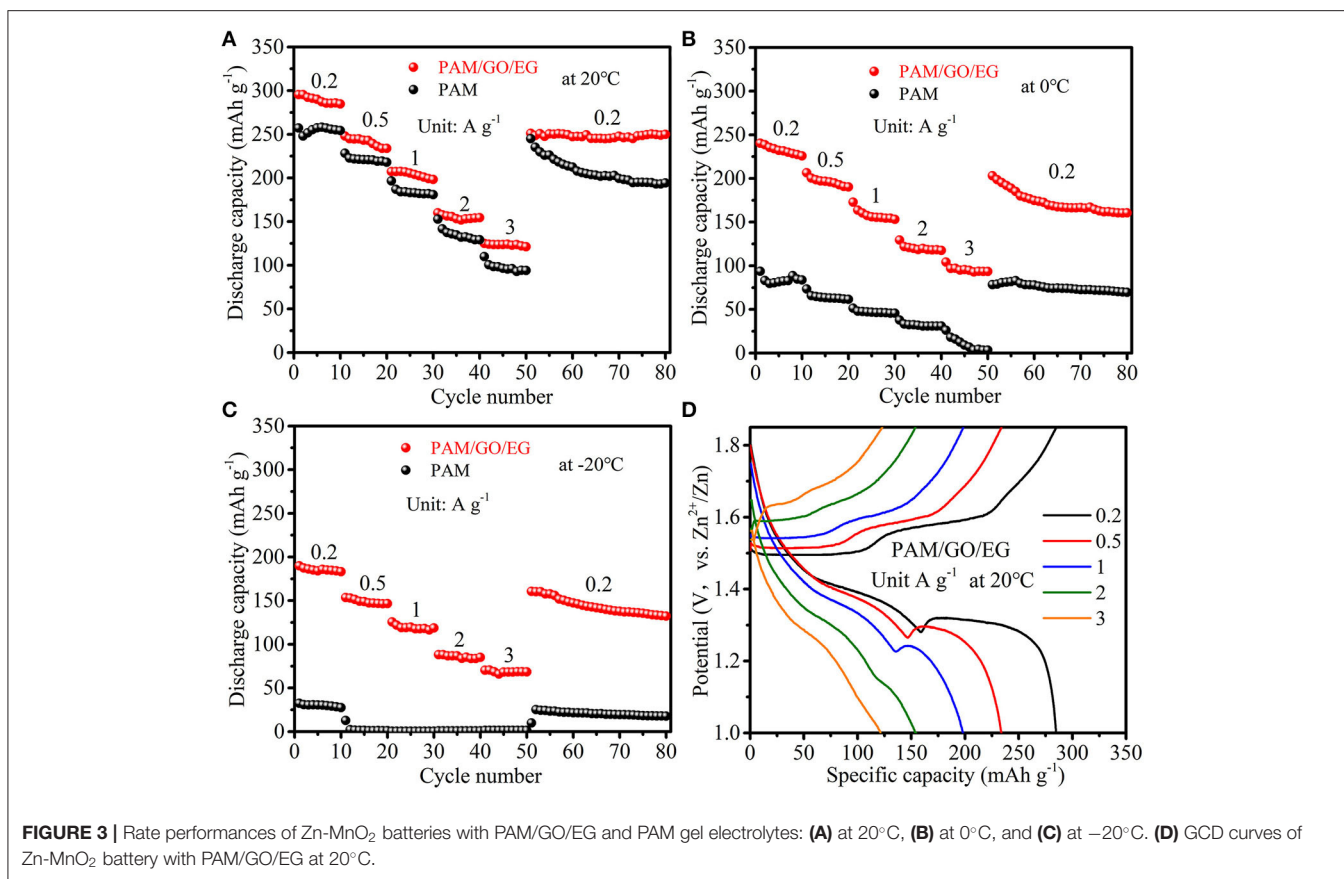 A
350
300
250
200
150
100
50
0
Discharge capacity (mAh g⁻¹)
PAM/GO/EG
PAM
at 20℃
Unit: A g⁻¹
0.2
0.5
1
2
3
0.2
0 10 20 30 40 50 60 70 80
Cycle number
B
350
300
250
200
150
100
50
0
Discharge capacity (mAh g⁻¹)
PAM/GO/EG
PAM
at 0℃
Unit: A g⁻¹
0.2
0.5
1
2
3
0.2
0 10 20 30 40 50 60 70 80
Cycle number
C
350
300
250
200
150
100
50
0
Discharge capacity (mAh g⁻¹)
PAM/GO/EG
PAM
at -20℃
Unit: A g⁻¹
0.2
0.5
1
2
3
0.2
0 10 20 30 40 50 60 70 80
Cycle number
D
1.8
1.6
1.4
1.2
1.0
Potential (V, vs. Zn²⁺/Zn)
PAM/GO/EG
Unit A g⁻¹ at 20℃
0.2
0.5
1
2
3
0 50 100 150 200 250 300 350
Specific capacity (mAh g⁻¹)
FIGURE 3 | Rate performances of Zn-MnO₂ batteries with PAM/GO/EG and PAM gel electrolytes: (A) at 20°C, (B) at 0°C, and (C) at −20°C. (D) GCD curves of
Zn-MnO₂ battery with PAM/GO/EG at 20°C.